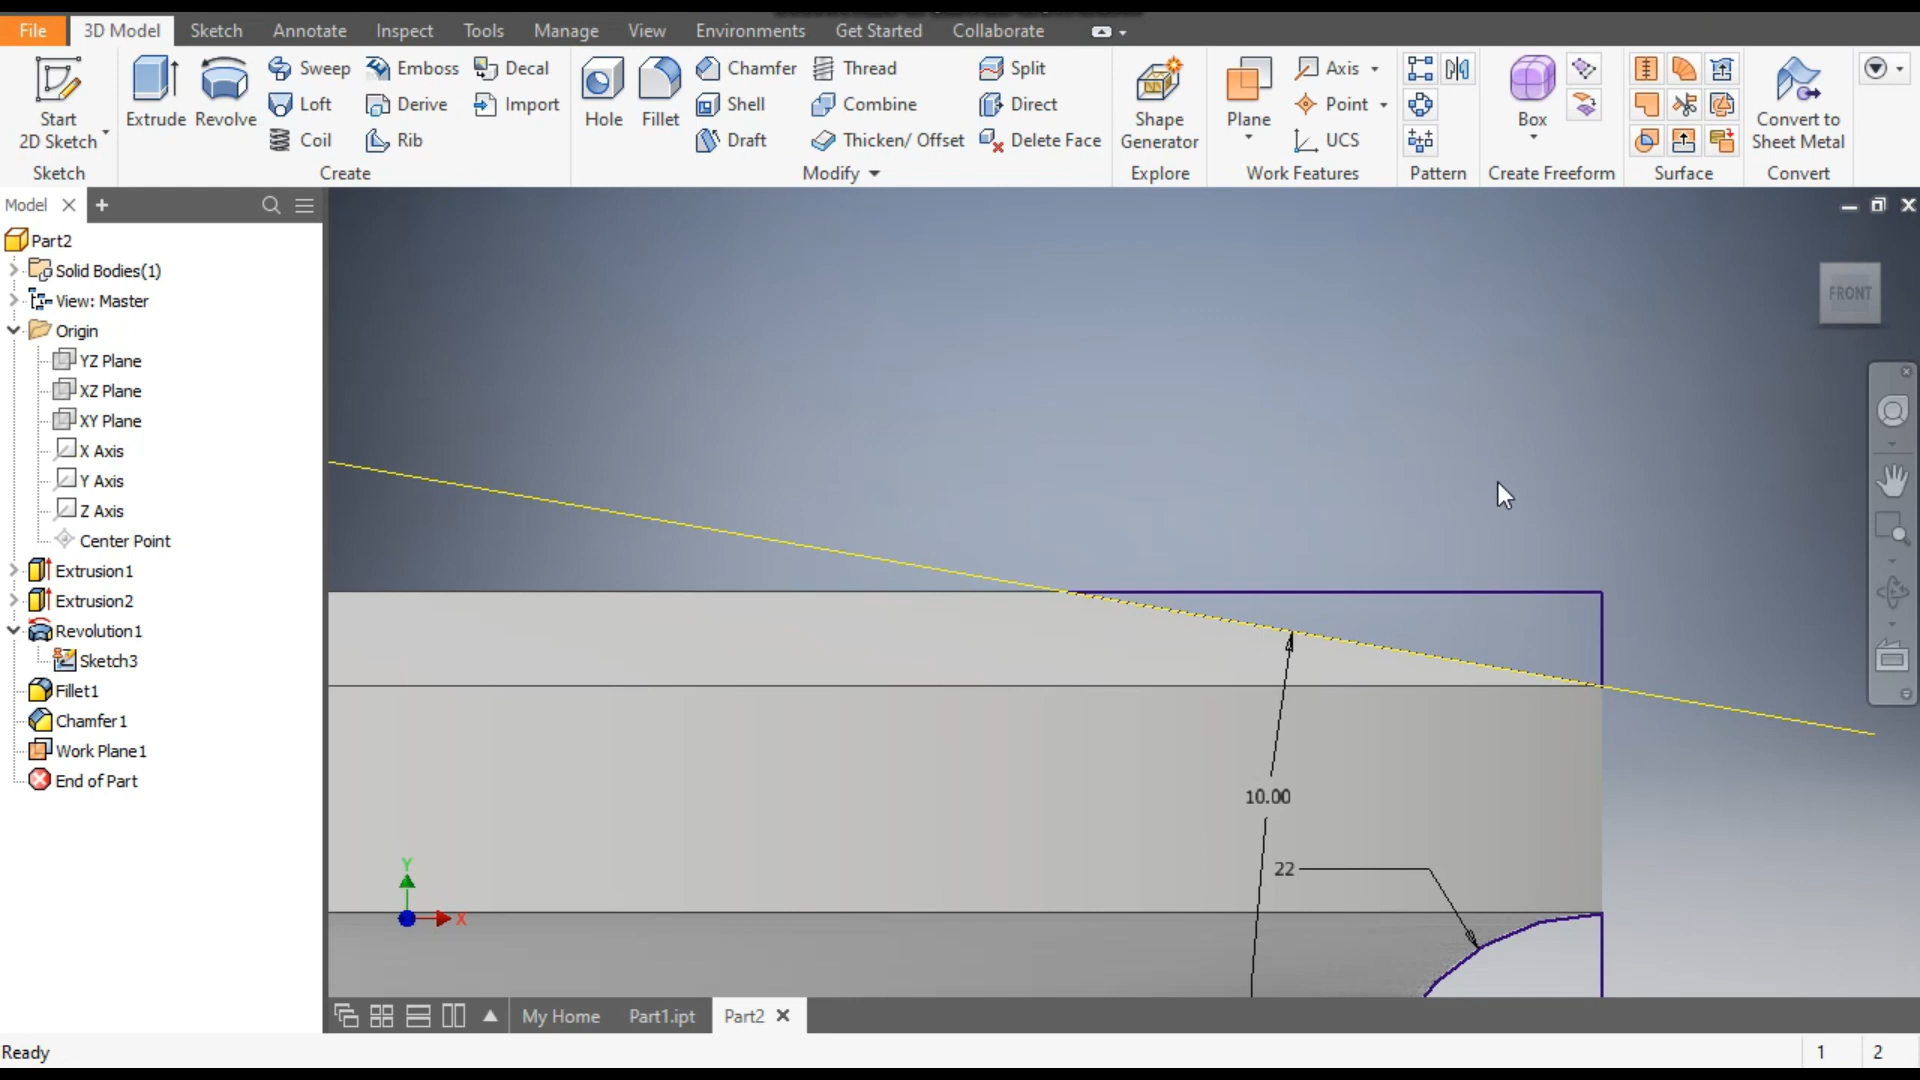 File 3D Model Sketch Annotate Inspect Tools Manage View Environments Get Started Collaborate
Start
2D Sketch
Extrude
Revolve
Sweep
Loft
Coil
Emboss
Derive
Rib
Decal
Import
Hole
Fillet
Chamfer
Shell
Draft
Thread
Combine
Thicken/ Offset
Split
Direct
Delete Face
Shape
Generator
Plane
Axis
Point
UCS
Box
Convert to
Sheet Metal
Sketch Create Modify Explore Work Features Pattern Create Freeform Surface Convert
Model
Part2
Solid Bodies(1)
View: Master
Origin
YZ Plane
XZ Plane
XY Plane
X Axis
Y Axis
Z Axis
Center Point
Extrusion1
Extrusion2
Revolution1
Sketch3
Fillet1
Chamfer1
Work Plane1
End of Part
FRONT
10.00
22
Y
X
My Home Part1.ipt Part2
Ready 1 2